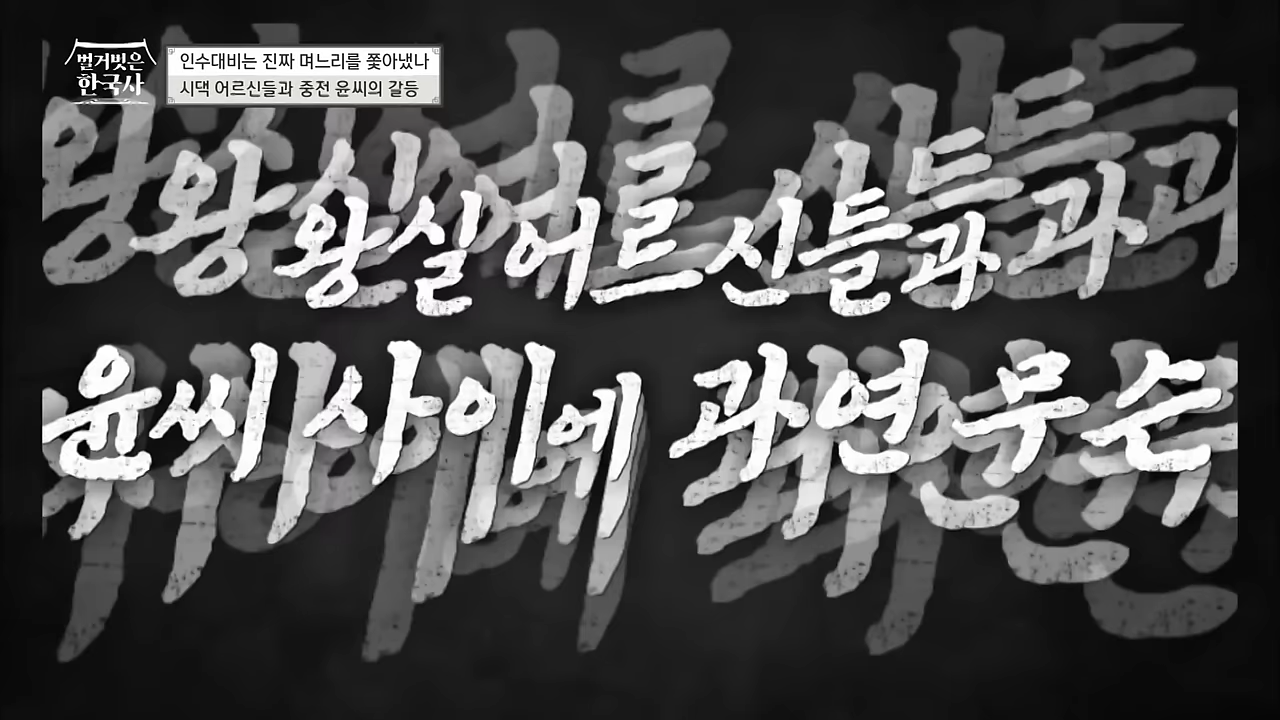 벌거벗은
한국사
인수대비는 진짜 며느리를 쫓아냈나
시댁 어르신들과 중전 윤씨의 갈등
왕실 어르신들과
윤씨 사이에 과연 무슨